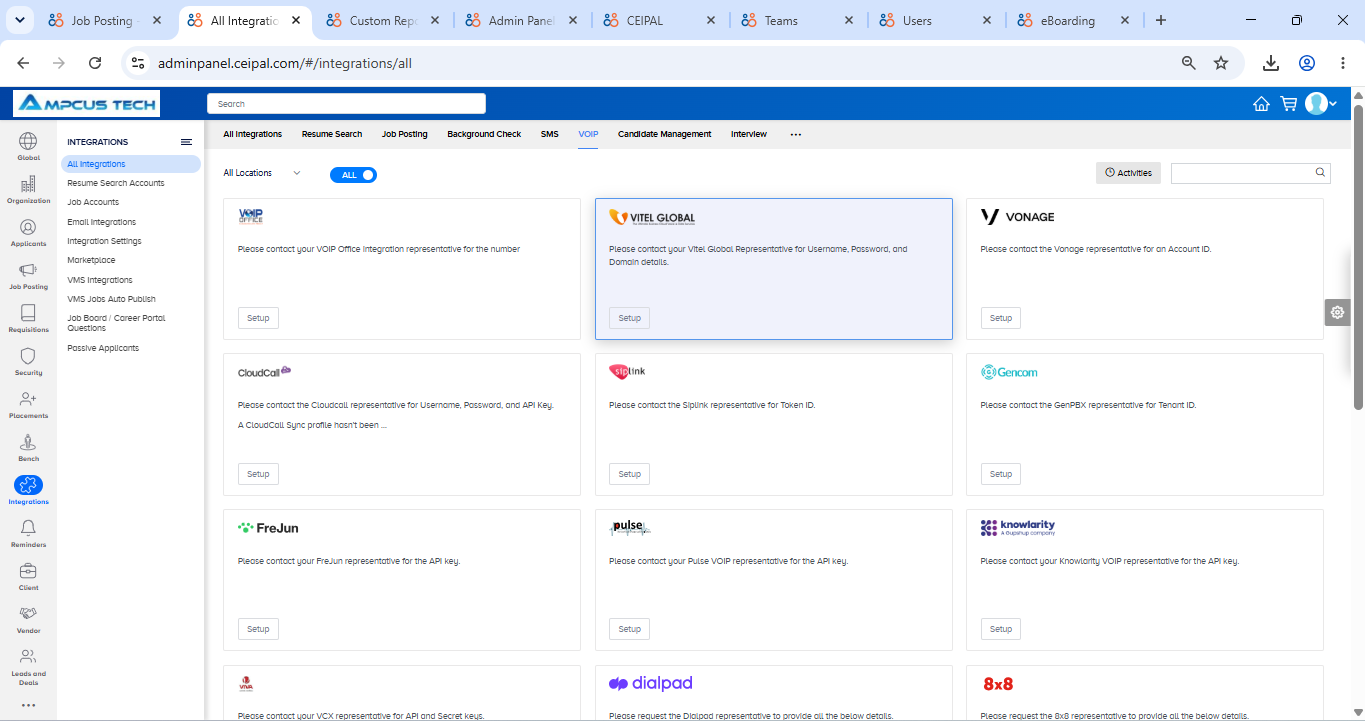 Job Posting
All Integratio
Custom Repo
Admin Panel
CEIPAL
Teams
Users
eBoarding
adminpanel.ceipal.com/#/integrations/all
AMPCUS TECH
Search
Global
Organization
Applicants
Job Posting
Requisitions
Security
Placements
Bench
Integrations
Reminders
Client
Vendor
Leads and
Deals
INTEGRATIONS
All Integrations
Resume Search Accounts
Job Accounts
Email Integrations
Integration Settings
Marketplace
VMS Integrations
VMS Jobs Auto Publish
Job Board / Career Portal
Questions
Passive Applicants
All Integrations Resume Search Job Posting Background Check SMS VOIP Candidate Management Interview ...
All Locations
ALL
Activities
VOIP
OFFICE
Please contact your VOIP Office Integration representative for the number
Setup
VITEL GLOBAL
Please contact your Vitel Global Representative for Username, Password, and
Domain details.
Setup
VONAGE
Please contact the Vonage representative for an Account ID.
Setup
CloudCall
Please contact the Cloudcall representative for Username, Password, and API Key.
A CloudCall Sync profile hasn't been ...
Setup
siplink
Please contact the Siplink representative for Token ID.
Setup
Gencom
Please contact the GenPBX representative for Tenant ID.
Setup
FreJun
Please contact your FreJun representative for the API key.
Setup
pulse
Please contact your Pulse VOIP representative for the API key.
Setup
knowlarity
A Gupshup company
Please contact your Knowlarity VOIP representative for the API key.
Setup
VIVA
Please contact your VCX representative for API and Secret keys.
dialpad
Please request the Dialpad representative to provide all the below details.
8x8
Please request the 8x8 representative to provide all the below details.